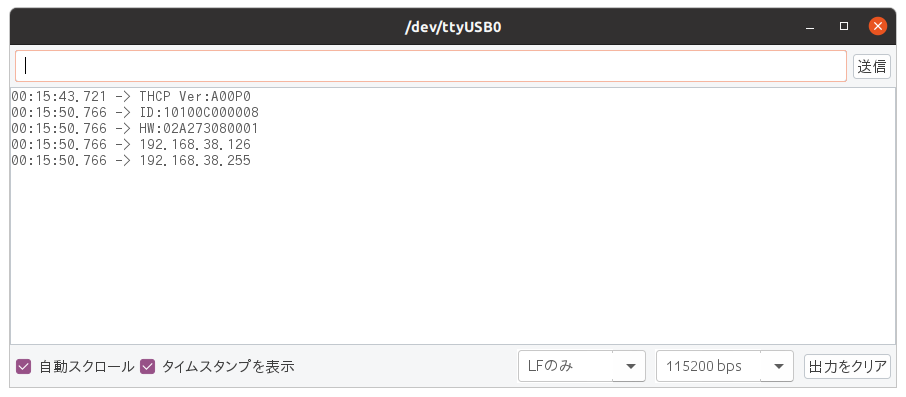 /dev/ttyUSB0
送信
00:15:43.721 -> THCP Ver:A00P0
00:15:50.766 -> ID:10100C000008
00:15:50.766 -> HW:02A273080001
00:15:50.766 -> 192.168.38.126
00:15:50.766 -> 192.168.38.255
自動スクロール タイムスタンプを表示 LFのみ 115200 bps 出力をクリア